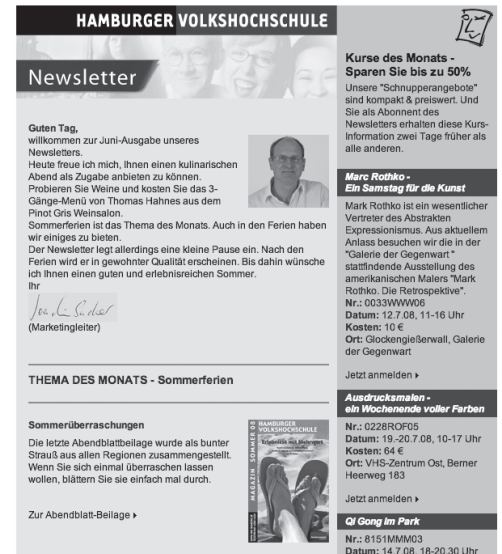 HAMBURGER VOLKSHOCHSCHULE
Newsletter
Guten Tag,
willkommen zur Juni-Ausgabe unseres
Newsletters.
Heute freue ich mich, Ihnen einen kulinarischen
Abend als Zugabe anbieten zu können.
Probieren Sie Weine und kosten Sie das 3-
Gänge-Menü von Thomas Hahnes aus dem
Pinot Gris Weinsalon.
Sommerferien ist das Thema des Monats. Auch in den Ferien haben
wir einiges zu bieten.
Der Newsletter legt allerdings eine kleine Pause ein. Nach den
Ferien wird er in gewohnter Qualität erscheinen. Bis dahin wünsche
ich Ihnen einen guten und erlebnisreichen Sommer.
Ihr
(Marketingleiter)
THEMA DES MONATS - Sommerferien
Sommerüberraschungen
Die letzte Abendblattbeilage wurde als bunter
Strauß aus allen Regionen zusammengestellt.
Wenn Sie sich einmal überraschen lassen
wollen, blättern Sie sie einfach mal durch.
Zur Abendblatt-Beilage
HAMBURGER
VOLKSHOCHSCHULE
MAGAZIN SOMMER 08
Kurse des Monats -
Sparen Sie bis zu 50%
Unsere "Schnupperangebote"
sind kompakt & preiswert. Und
Sie als Abonnent des
Newsletters erhalten diese Kurs-
Information zwei Tage früher als
alle anderen.
Marc Rothko -
Ein Samstag für die Kunst
Mark Rothko ist ein wesentlicher
Vertreter des Abstrakten
Expressionismus. Aus aktuellem
Anlass besuchen wir die in der
"Galerie der Gegenwart "
stattfindende Ausstellung des
amerikanischen Malers "Mark
Rothko. Die Retrospektive".
Nr.: 0033WWW06
Datum: 12.7.08, 11-16 Uhr
Kosten: 10 €
Ort: Glockengießerwall, Galerie
der Gegenwart
Jetzt anmelden
Ausdrucksmalen -
ein Wochenende voller Farben
Nr.: 0228ROF05
Datum: 19.-20.7.08, 10-17 Uhr
Kosten: 64 €
Ort: VHS-Zentrum Ost, Berner
Heerweg 183
Jetzt anmelden
Qi Gong im Park
Nr.: 8151MMM03
Datum: 14.7.08, 18-20.30 Uhr